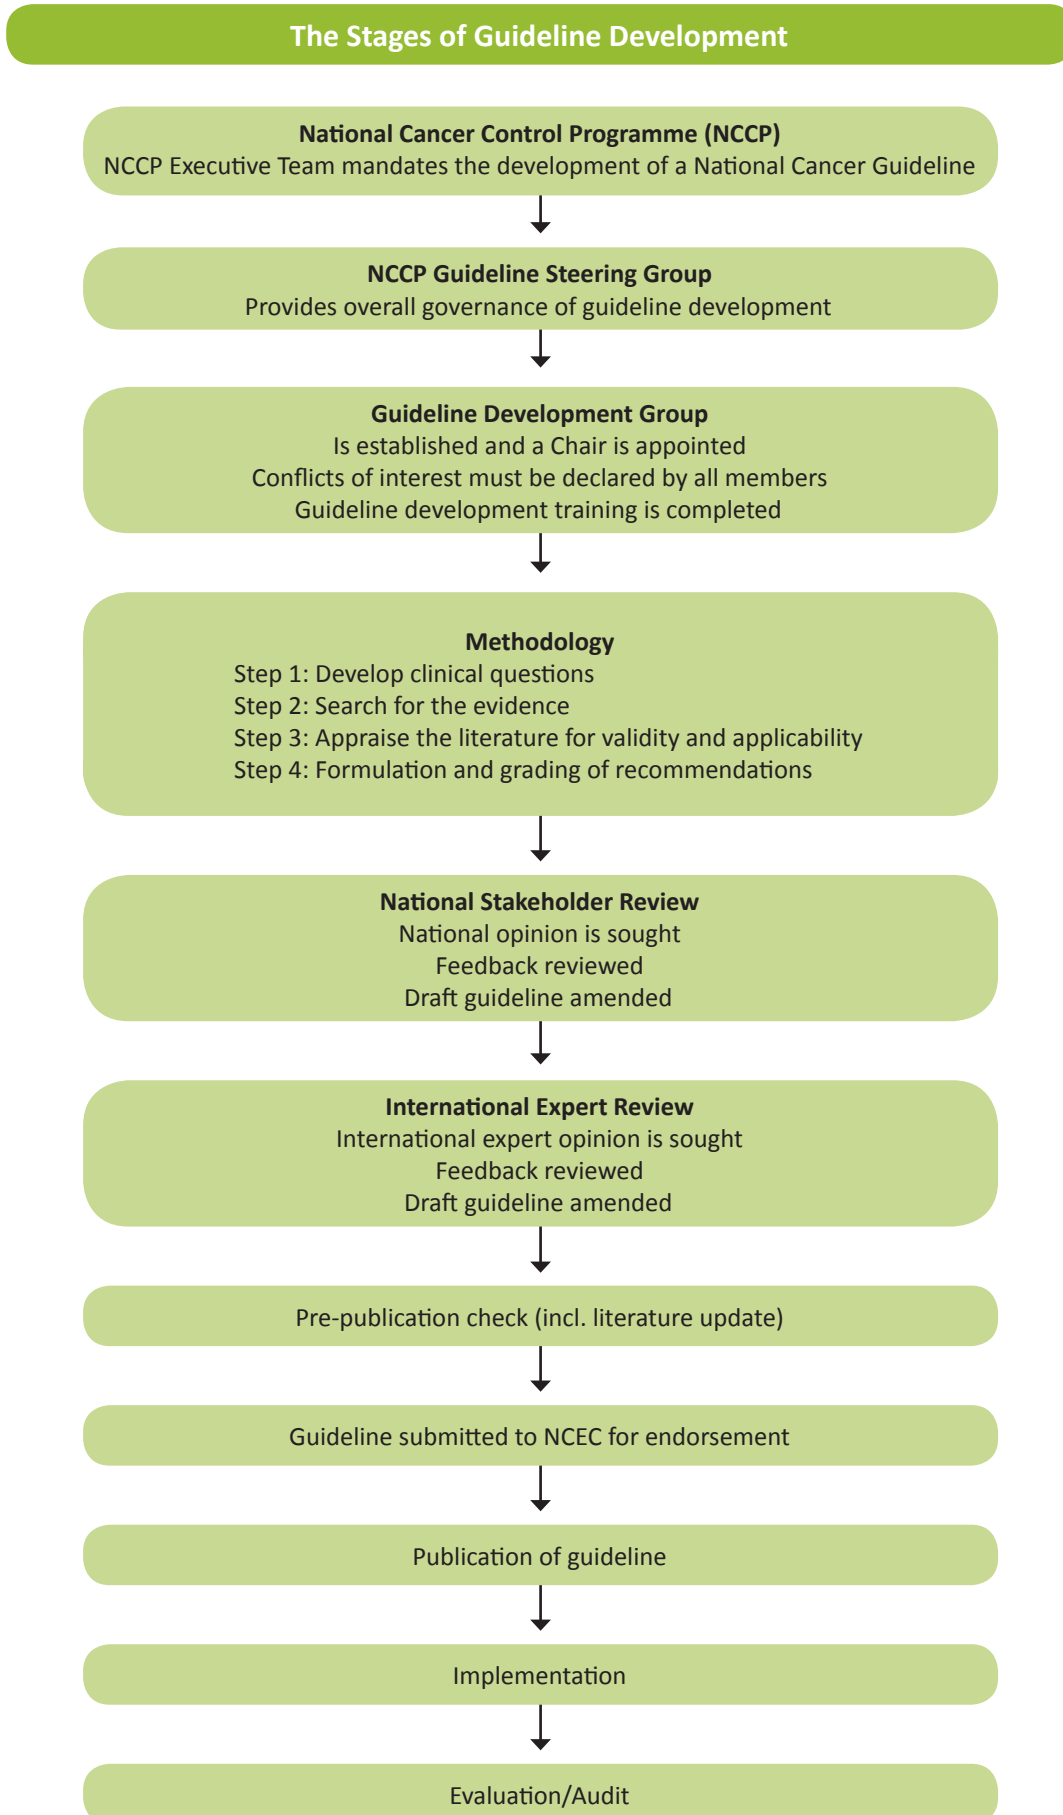 The Stages of Guideline Development
National Cancer Control Programme (NCCP)
NCCP Executive Team mandates the development of a National Cancer Guideline
NCCP Guideline Steering Group
Provides overall governance of guideline development
Guideline Development Group
Is established and a Chair is appointed
Conflicts of interest must be declared by all members
Guideline development training is completed
Methodology
Step 1: Develop clinical questions
Step 2: Search for the evidence
Step 3: Appraise the literature for validity and applicability
Step 4: Formulation and grading of recommendations
National Stakeholder Review
National opinion is sought
Feedback reviewed
Draft guideline amended
International Expert Review
International expert opinion is sought
Feedback reviewed
Draft guideline amended
Pre-publication check (incl. literature update)
Guideline submitted to NCEC for endorsement
Publication of guideline
Implementation
Evaluation/Audit